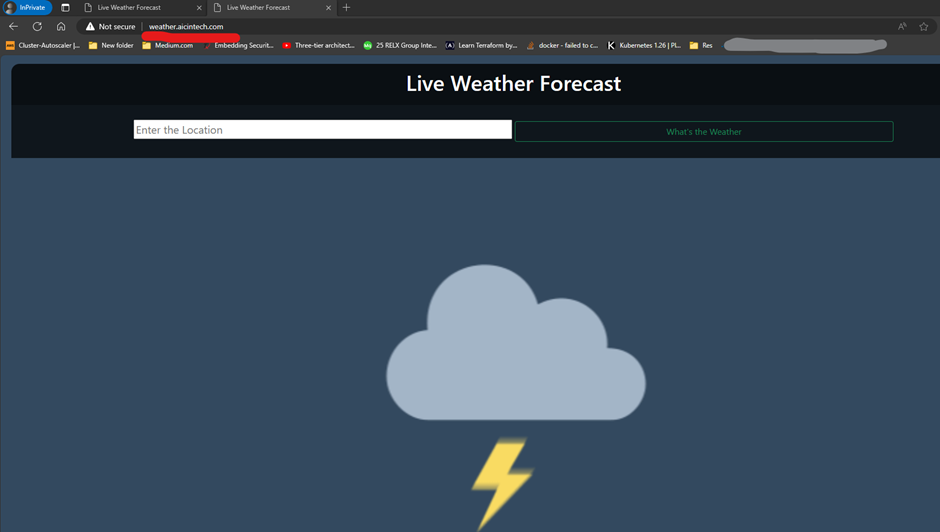 InPrivate Live Weather Forecast Live Weather Forecast
Not secure weather.aicintech.com A
Cluster-Autoscaler |... New folder Medium.com Embedding Securit... Three-tier architect... 25 RELX Group Inte... Learn Terraform by... docker - failed to c... Kubernetes 1.26 | Pi... Res
Live Weather Forecast
Enter the Location What's the Weather